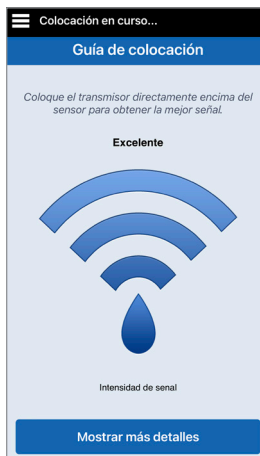 Colocación en curso...
Guía de colocación
Coloque el transmisor directamente encima del
sensor para obtener la mejor señal.
Excelente
Intensidad de senal
Mostrar más detalles